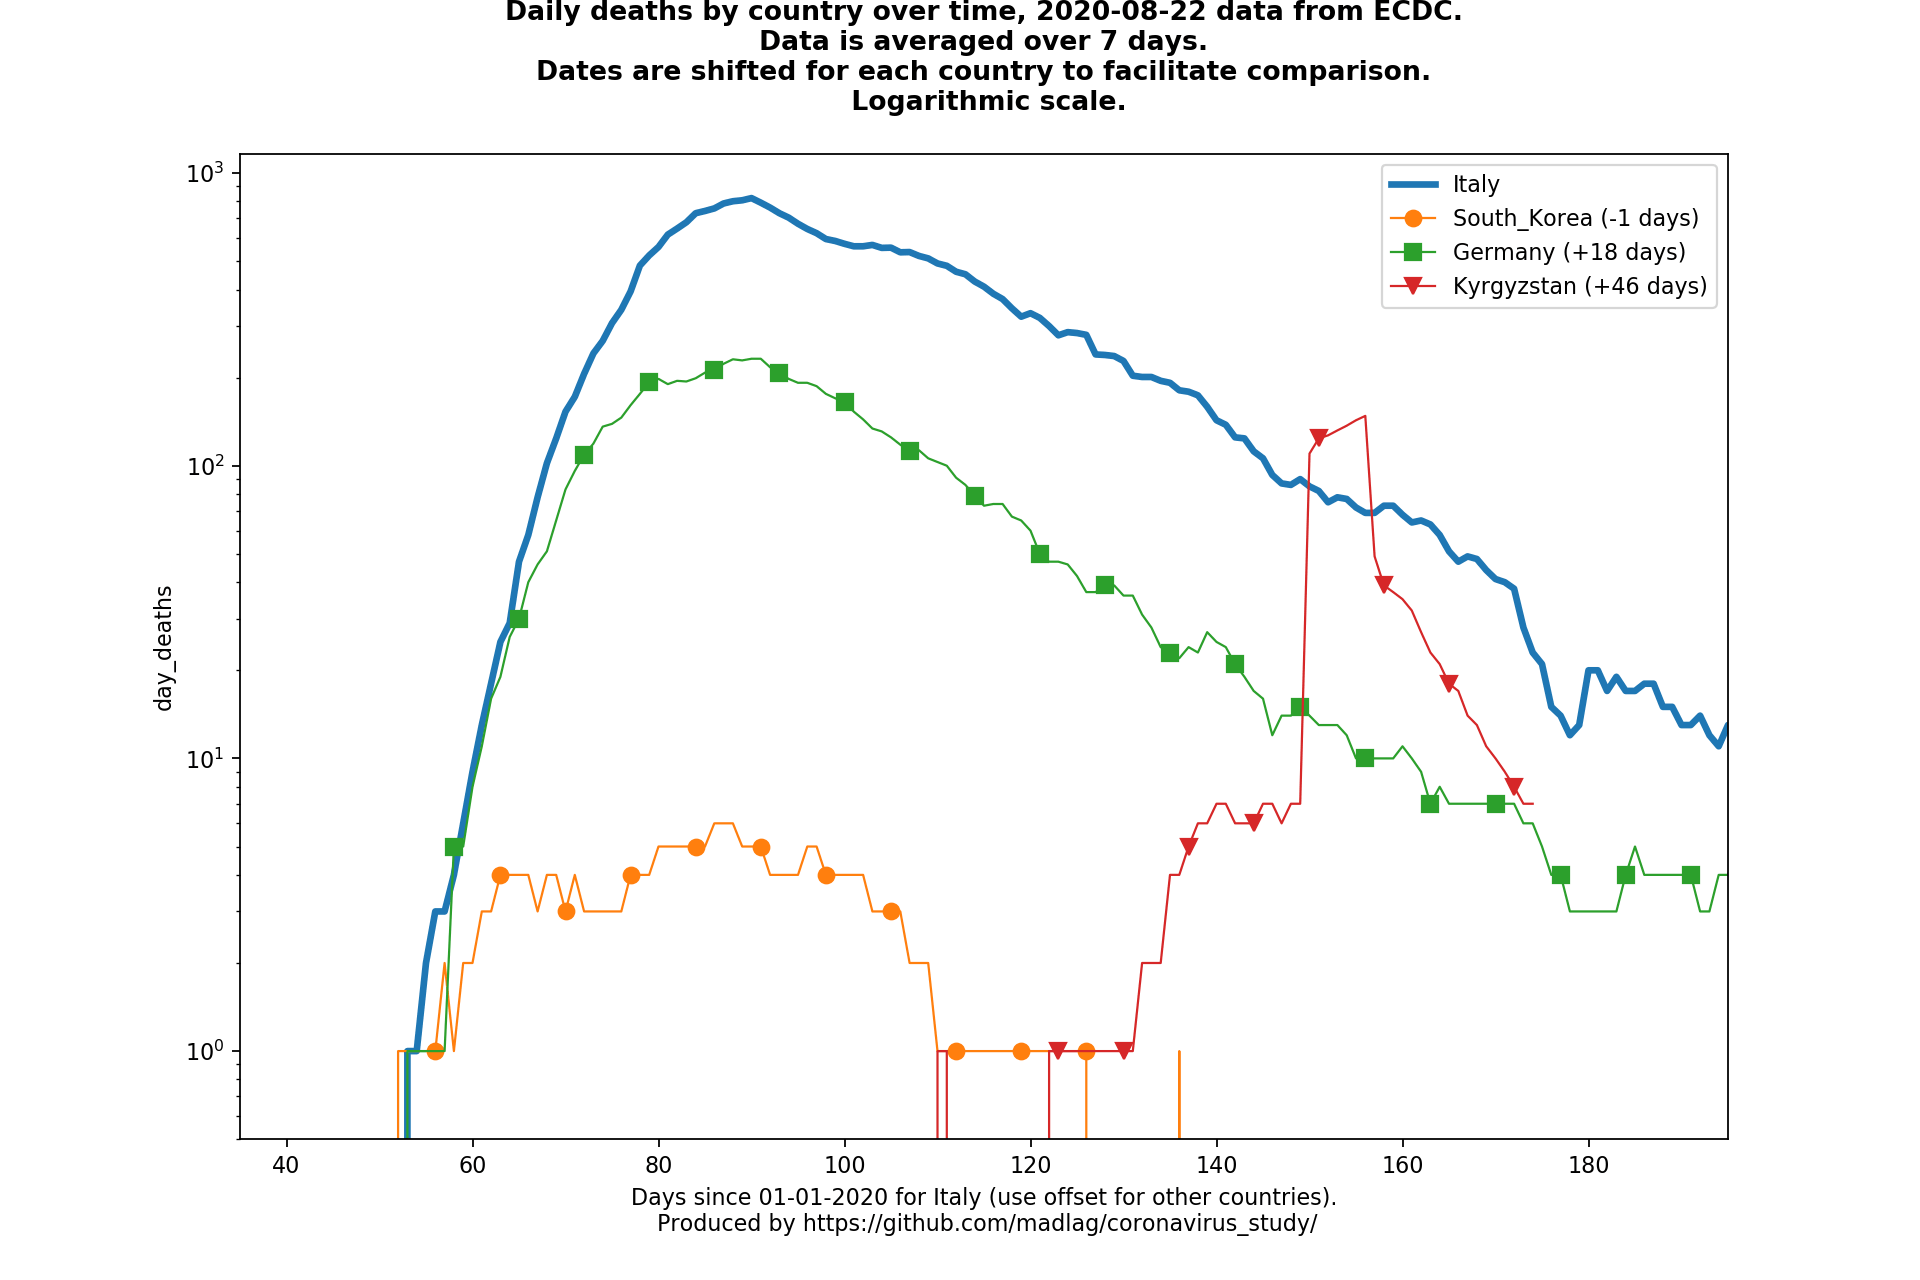 Daily deaths by country over time, 2020-08-22 data from ECDC.
Data is averaged over 7 days.
Dates are shifted for each country to facilitate comparison.
Logarithmic scale.
10³
10²
10¹
10⁰
day_deaths
Italy
South_Korea (-1 days)
Germany (+18 days)
Kyrgyzstan (+46 days)
40 60 80 100 120 140 160 180
Days since 01-01-2020 for Italy (use offset for other countries).
Produced by https://github.com/madlag/coronavirus_study/